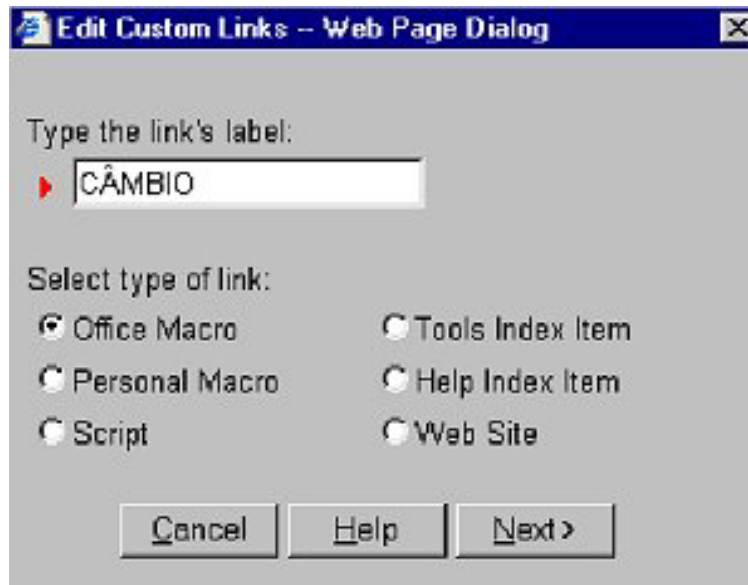 Edit Custom Links -- Web Page Dialog
Type the link's label:
CÂMBIO
Select type of link:
Office Macro
Tools Index Item
Personal Macro
Help Index Item
Script
Web Site
Cancel
Help
Next >